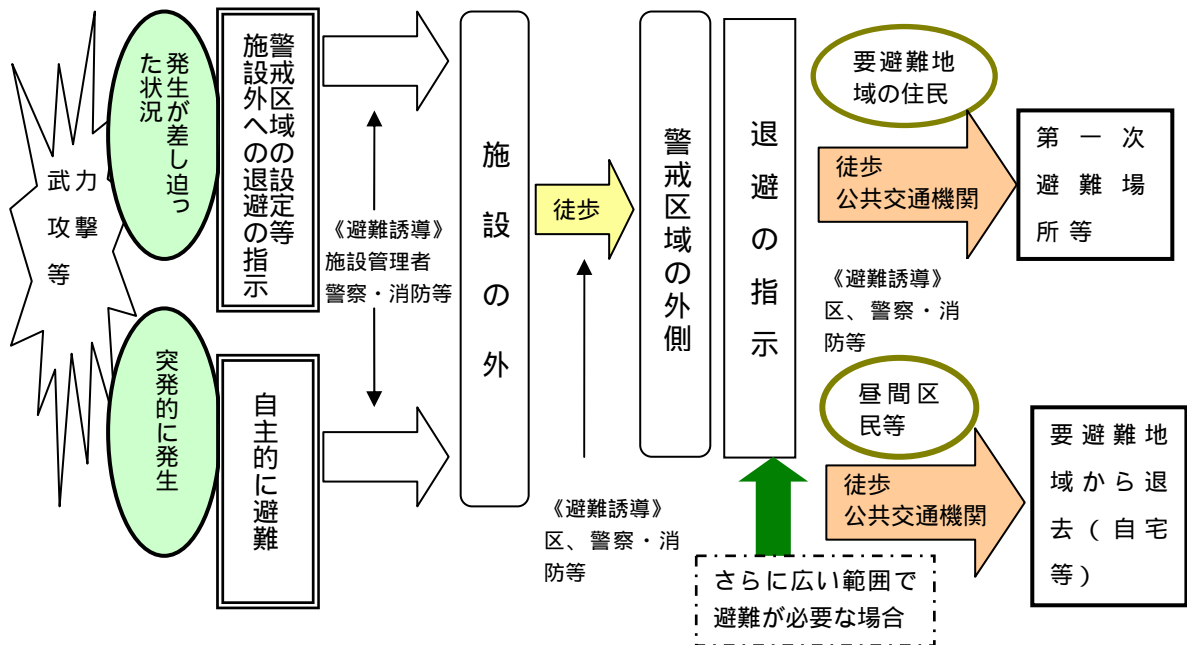 武力
攻撃
等
発生が差し迫っ
た状況
警戒区域の設定等
施設外への退避の指示
突発的に発生
自主的に避難
《避難誘導》
施設管理者
警察・消防等
施設の外
徒歩
《避難誘導》
区、警察・消
防等
警戒区域の外側
退避の指示
さらに広い範囲で
避難が必要な場合
要避難地
域の住民
徒歩
公共交通機関
《避難誘導》
区、警察・消
防等
第一次
避難場
所等
昼間区
民等
徒歩
公共交通機関
要避難地
域から退
去（自宅
等）